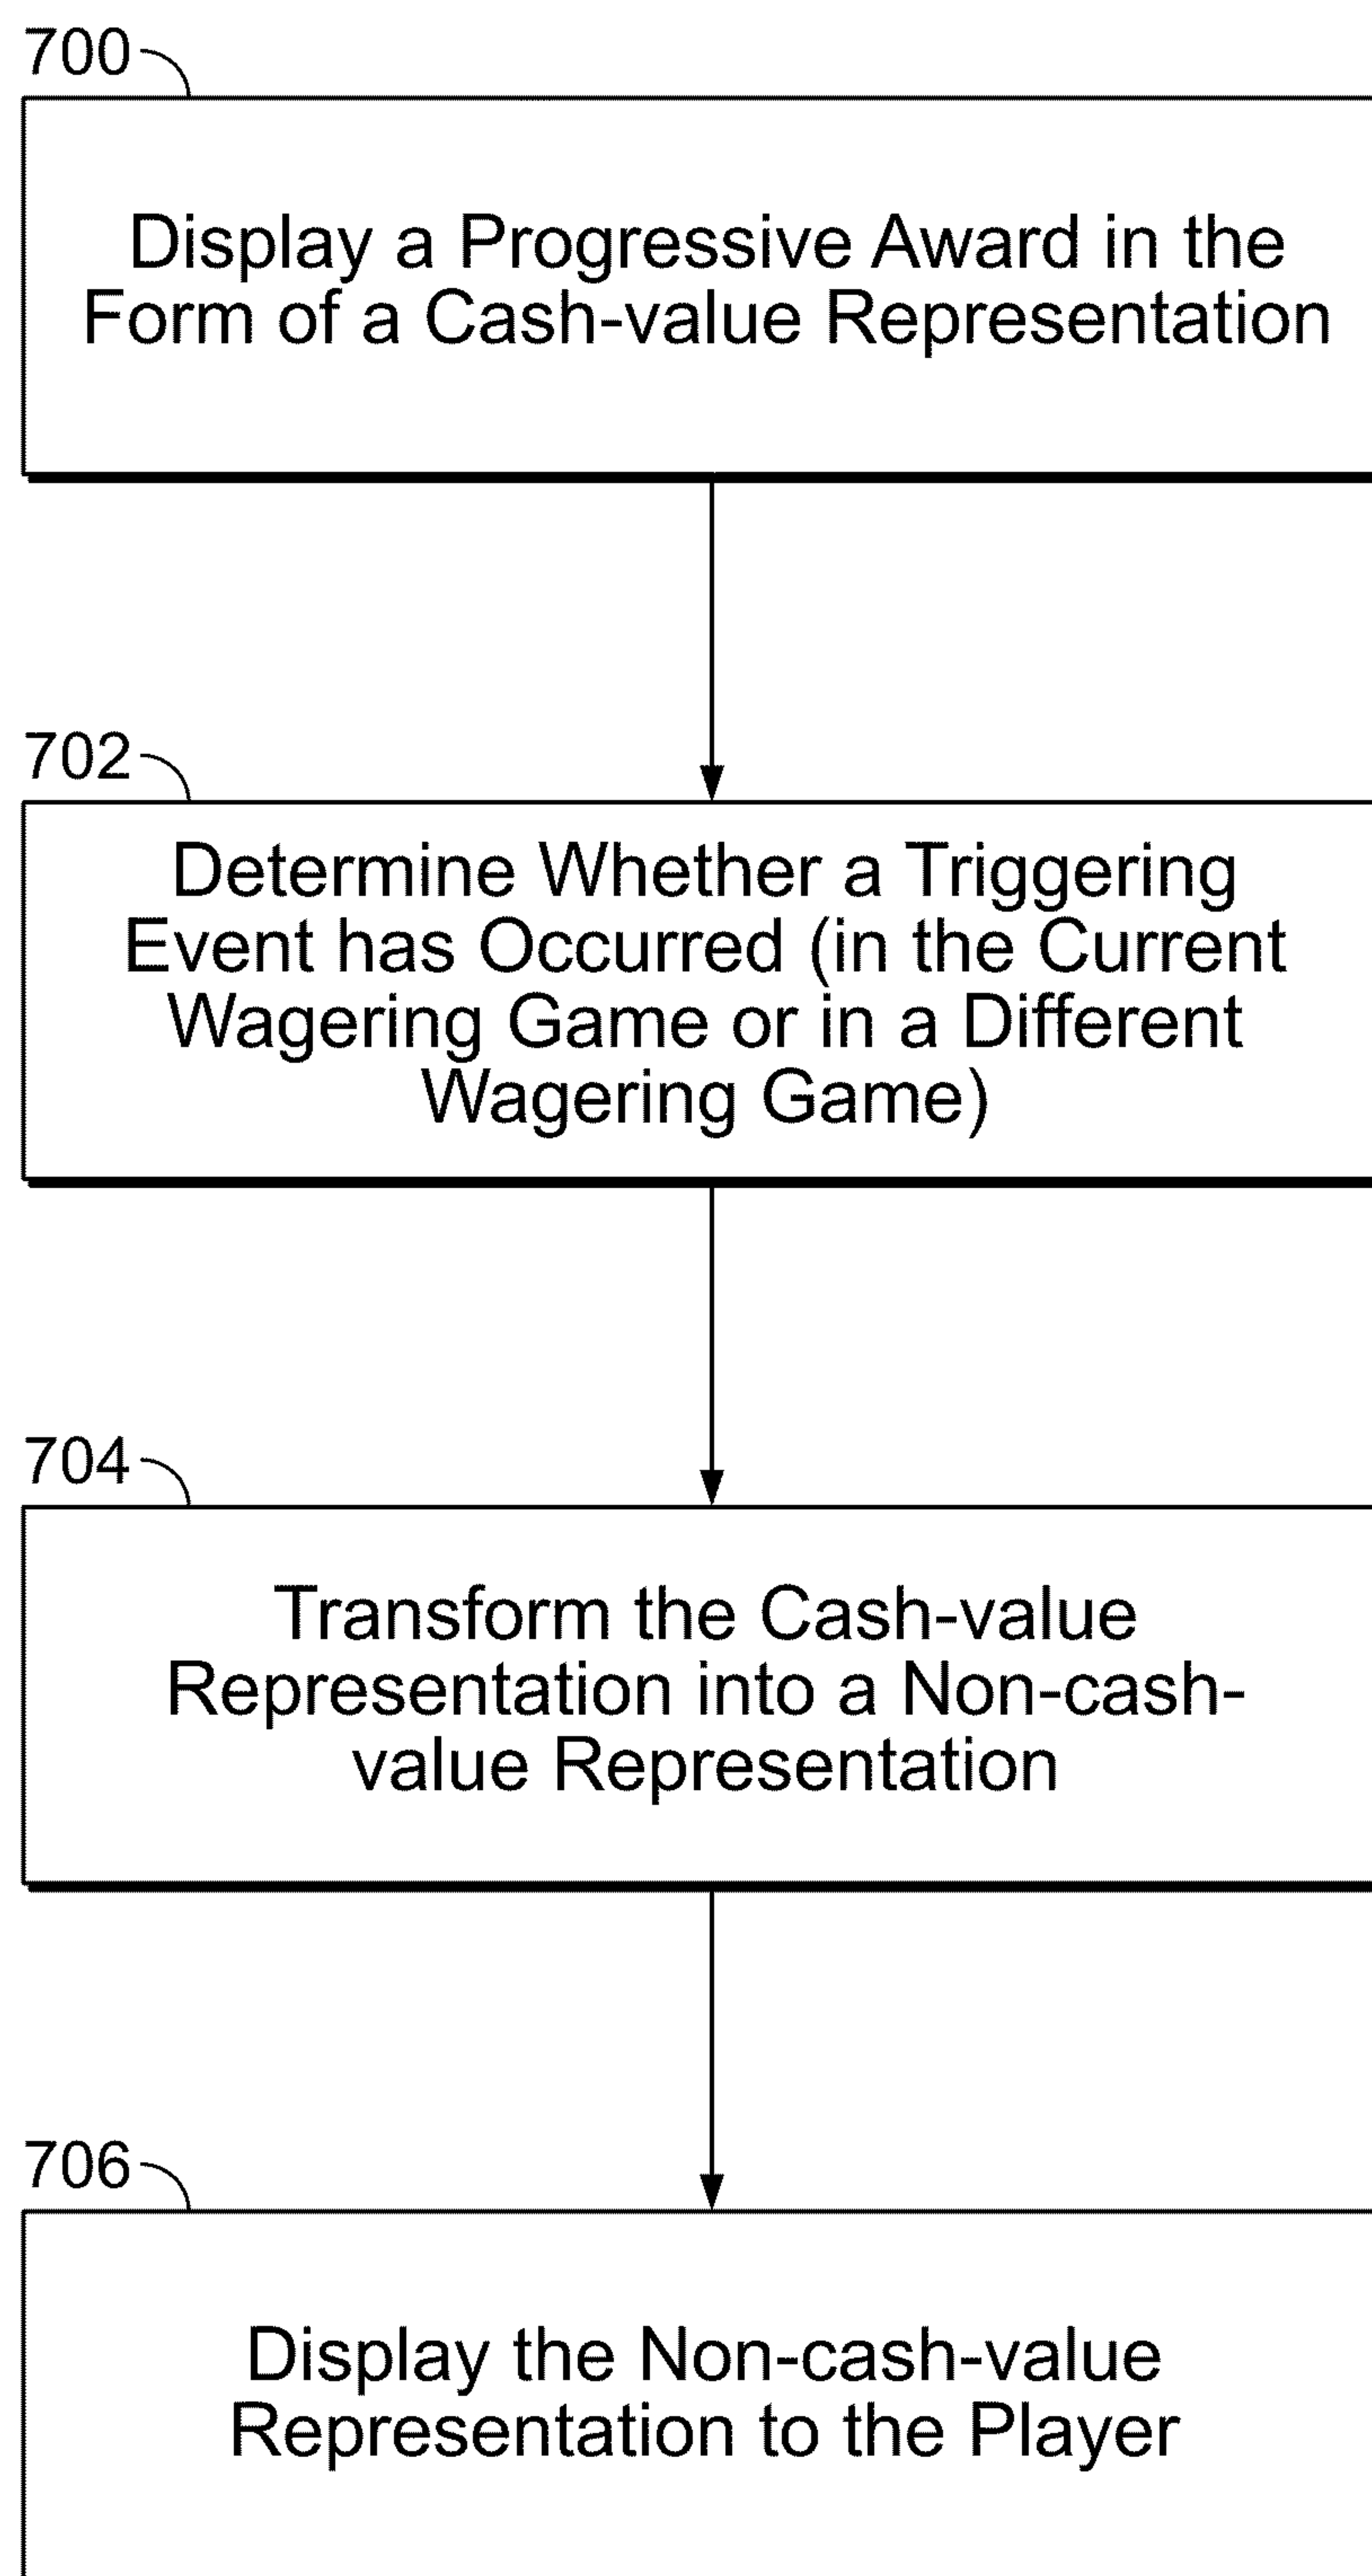 700
Display a Progressive Award in the
Form of a Cash-value Representation
702
Determine Whether a Triggering
Event has Occurred (in the Current
Wagering Game or in a Different
Wagering Game)
704
Transform the Cash-value
Representation into a Non-cash-
value Representation
706
Display the Non-cash-value
Representation to the Player